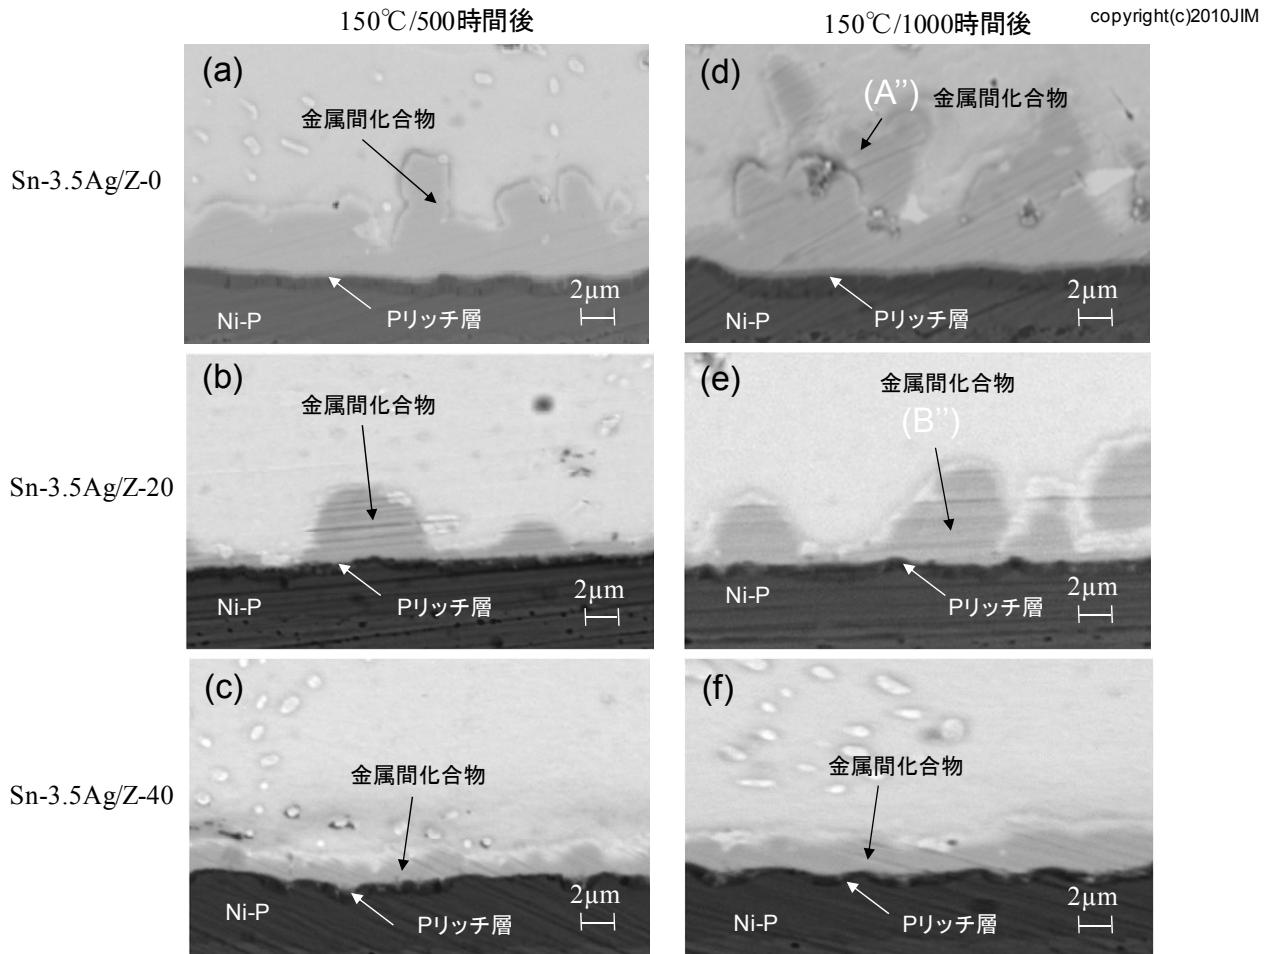 150℃/500時間後
150℃/1000時間後
copyright(c)2010JIM
Sn-3.5Ag/Z-0
(a)
金属間化合物
Ni-P
Pリッチ層
2μm
(d)
(A’’)
金属間化合物
Ni-P
Pリッチ層
2μm
Sn-3.5Ag/Z-20
(b)
金属間化合物
Ni-P
Pリッチ層
2μm
(e)
金属間化合物
(B’’)
Ni-P
Pリッチ層
2μm
Sn-3.5Ag/Z-40
(c)
金属間化合物
Ni-P
Pリッチ層
2μm
(f)
金属間化合物
Ni-P
Pリッチ層
2μm